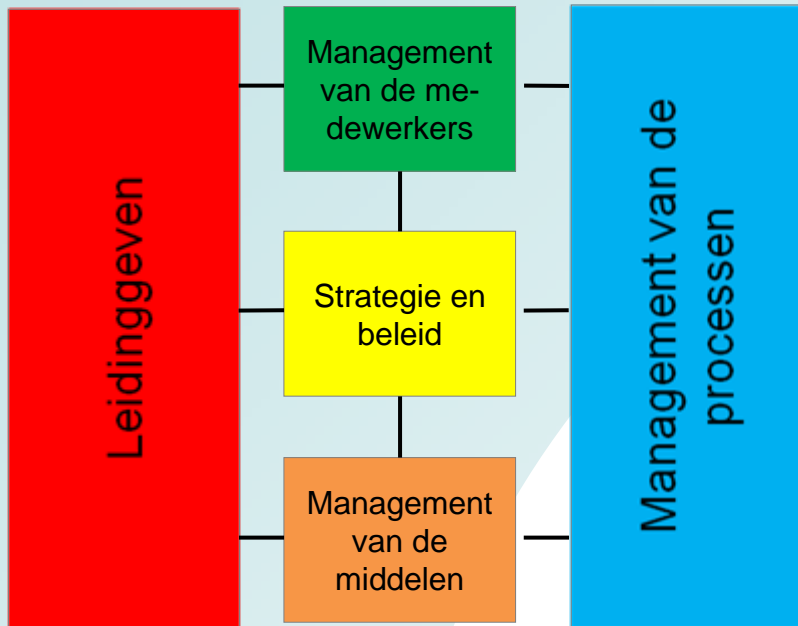 Leidinggeven
Management
van de me-
dewerkers
Strategie en
beleid
Management
van de
middelen
Management van de
processen